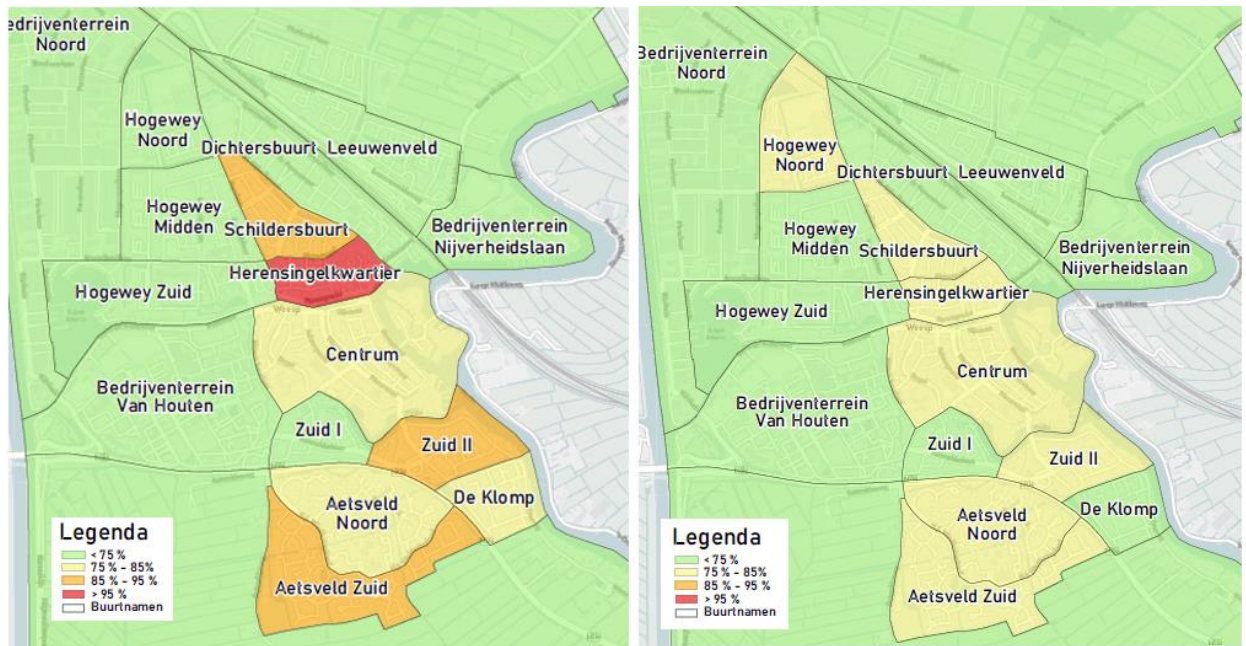 Bedrijventerrein
Noord
Hogewey
Noord
Dichtersbuurt Leeuwenveld
Hogewey
Midden
Schildersbuurt
Bedrijventerrein
Nijverheidslaan
Herensingelkwartier
Hogewey Zuid
Weesp
Centrum
Bedrijventerrein
Van Houten
Zuid I
Zuid II
De Klomp
Aetsveld
Noord
Aetsveld Zuid
Legenda
< 75 %
75 % - 85%
85 % - 95 %
> 95 %
Buurtnamen
Bedrijventerrein
Noord
Hogewey
Noord
Dichtersbuurt Leeuwenveld
Hogewey
Midden
Schildersbuurt
Bedrijventerrein
Nijverheidslaan
Herensingelkwartier
Hogewey Zuid
Weesp
Centrum
Bedrijventerrein
Van Houten
Zuid I
Zuid II
De Klomp
Aetsveld
Noord
Aetsveld Zuid
Legenda
< 75 %
75 % - 85%
85 % - 95 %
> 95 %
Buurtnamen